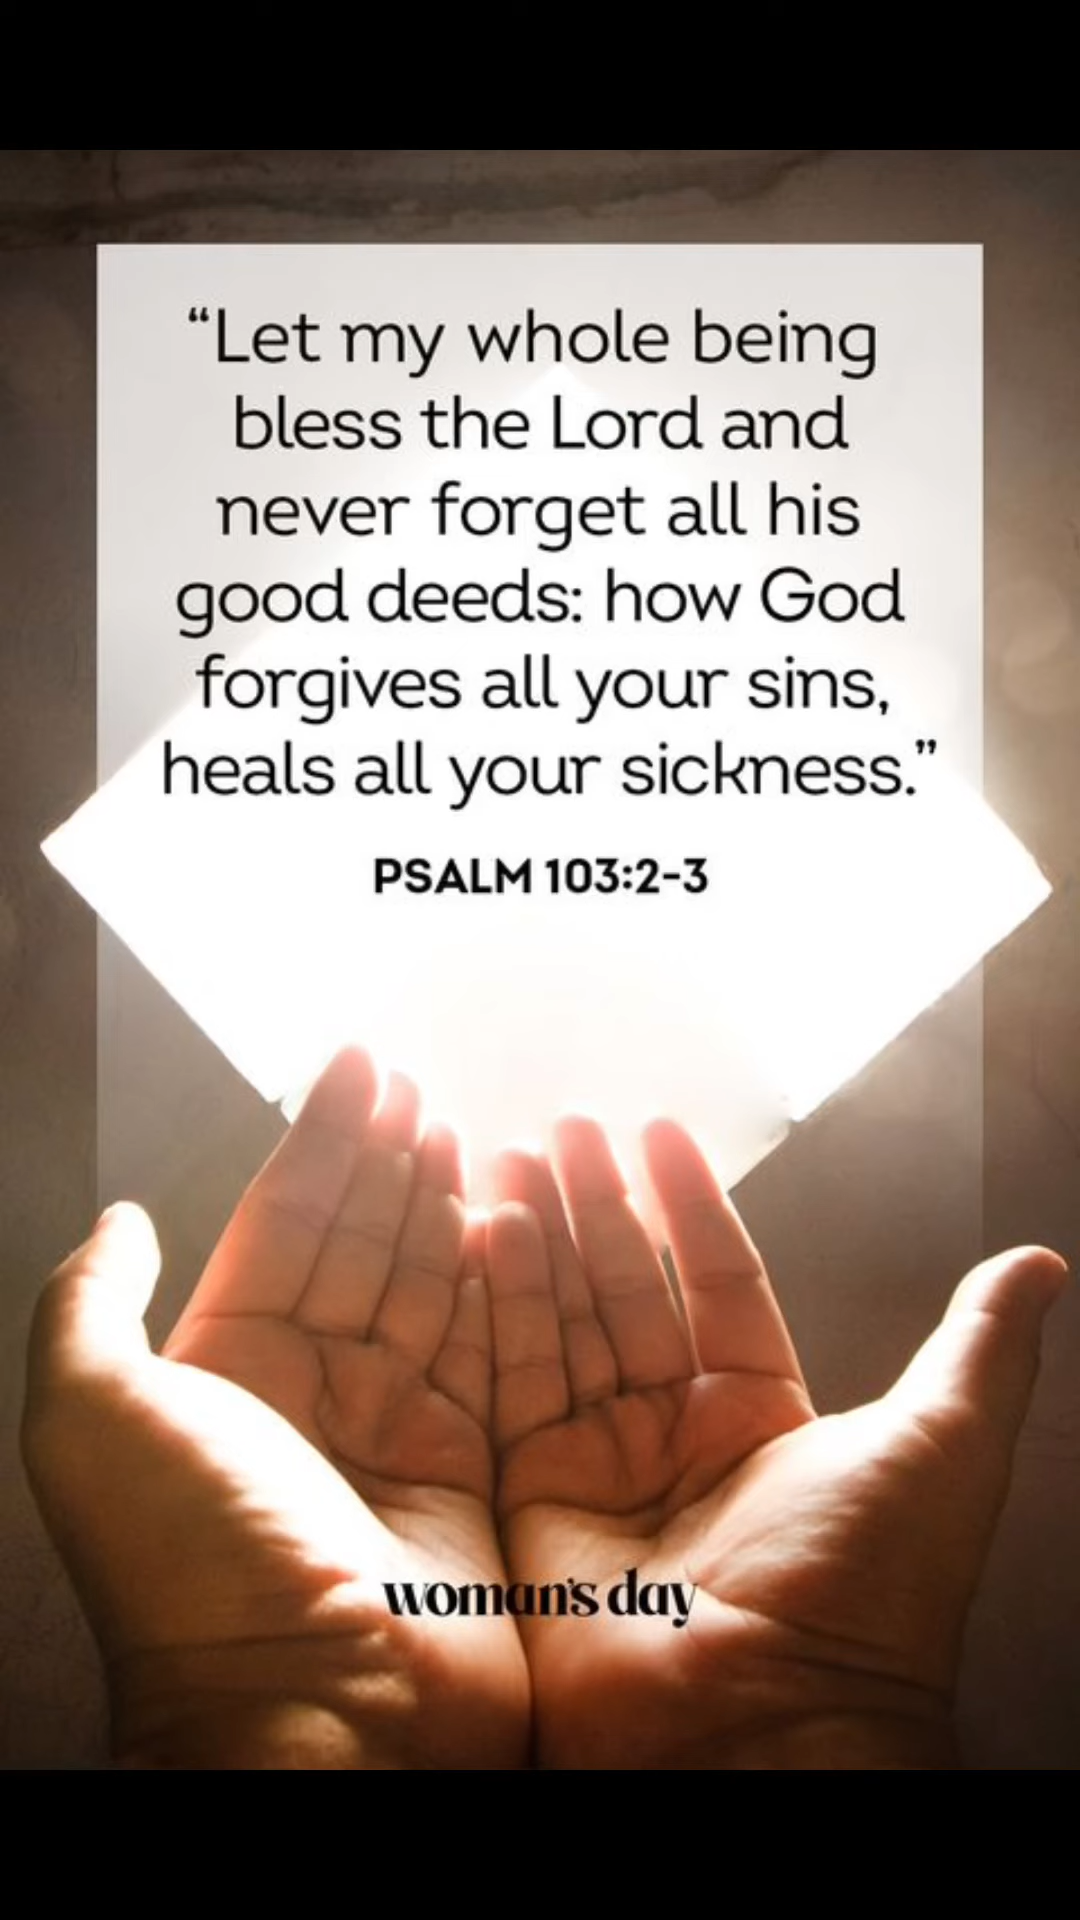 “Let my whole being
bless the Lord and
never forget all his
good deeds: how God
forgives all your sins,
heals all your sickness.”
PSALM 103:2-3
woman's day